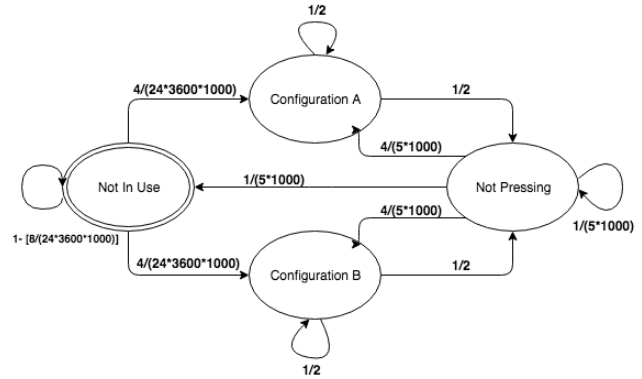 1/2
4/(24*3600*1000)
Configuration A
1/2
4/(5*1000)
Not In Use
1/(5*1000)
Not Pressing
1- [8/(24*3600*1000)]
4/(5*1000)
1/(5*1000)
4/(24*3600*1000)
Configuration B
1/2
1/2